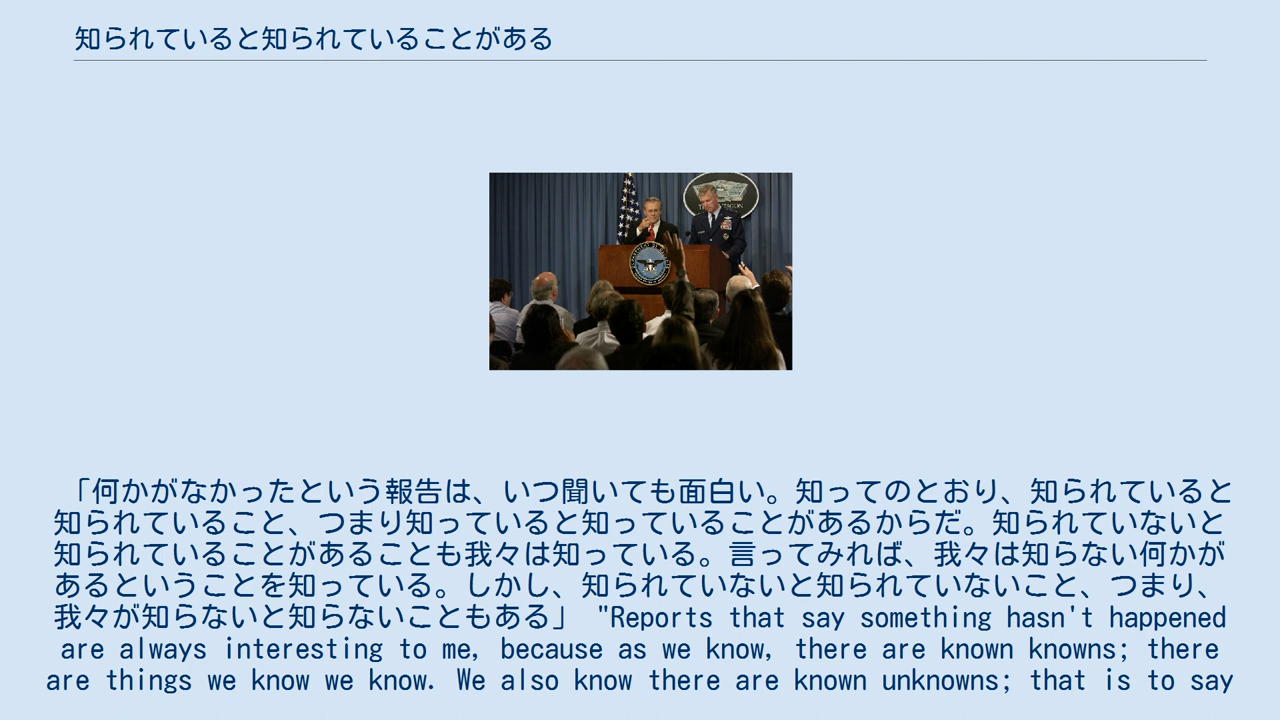 知られていると知られていることがある
「何かがなかったという報告は、いつ聞いても面白い。知ってのとおり、知られていると
知られていること、つまり知っていると知っていることがあるからだ。知られていないと
知られていることがあることも我々は知っている。言ってみれば、我々は知らない何かが
あるということを知っている。しかし、知られていないと知られていないこと、つまり、
我々が知らないと知らないこともある」 "Reports that say something hasn't happened
are always interesting to me, because as we know, there are known knowns; there
are things we know we know. We also know there are known unknowns; that is to say